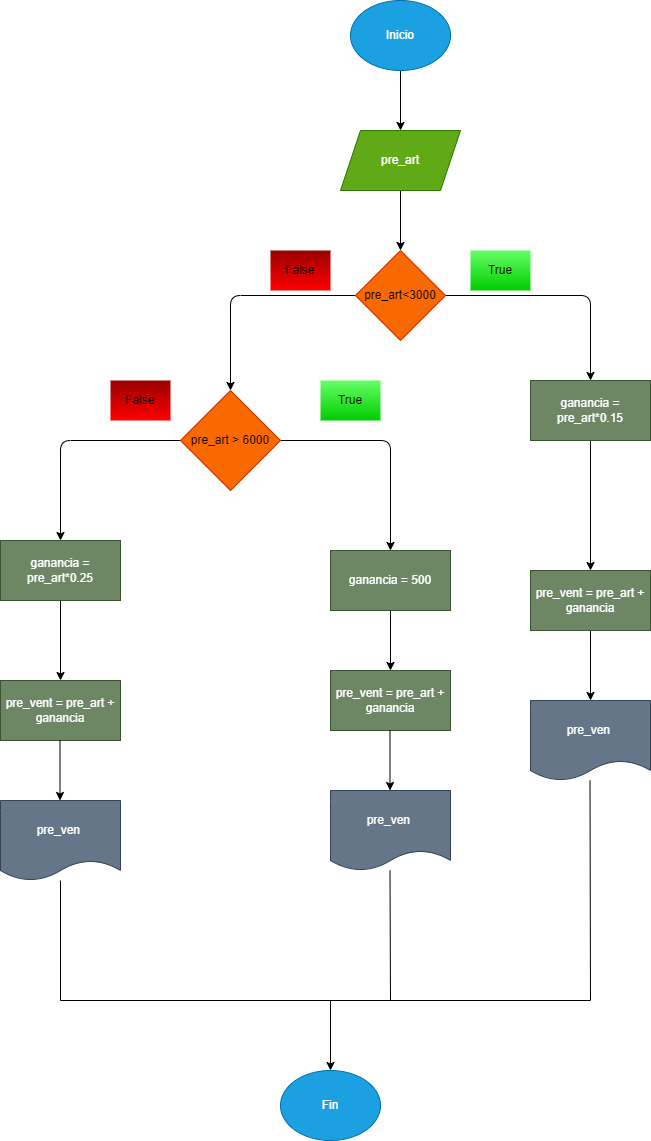 Inicio
pre_art
False
True
pre_art<3000
False
True
ganancia =
pre_art*0.15
pre_art > 6000
ganancia =
pre_art*0.25
ganancia = 500
pre_vent = pre_art +
ganancia
pre_vent = pre_art +
ganancia
pre_vent = pre_art +
ganancia
pre_ven
pre_ven
pre_ven
Fin